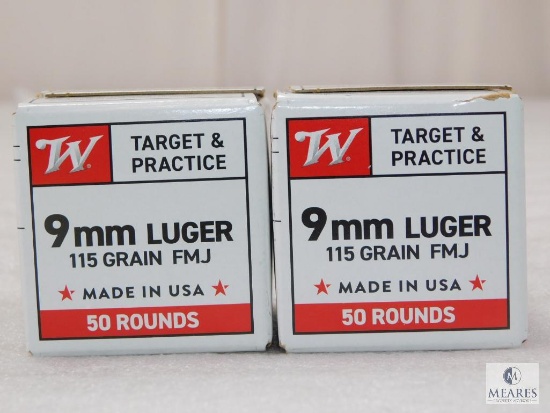 W
TARGET &
PRACTICE
9mm LUGER
115 GRAIN FMJ
★ MADE IN USA ★
50 ROUNDS
W
TARGET &
PRACTICE
9mm LUGER
115 GRAIN FMJ
★ MADE IN USA ★
50 ROUNDS
M
MEARES